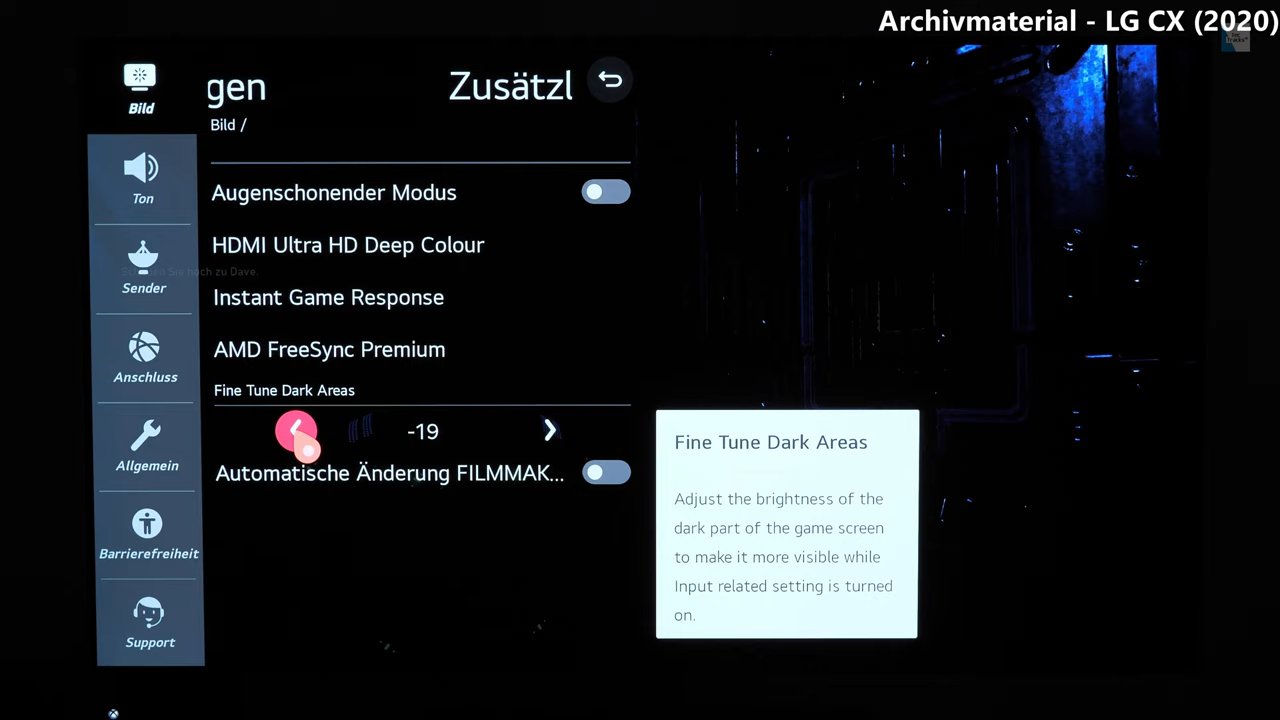 Archivmaterial - LG CX (2020)
Bild
gen Zusätzl
Bild /
Ton
Augenschonender Modus
HDMI Ultra HD Deep Colour
Sender
Instant Game Response
AMD FreeSync Premium
Anschluss
Fine Tune Dark Areas
-19
Allgemein
Automatische Änderung FILMMAK...
Barrierefreiheit
Support
Fine Tune Dark Areas
Adjust the brightness of the
dark part of the game screen
to make it more visible while
Input related setting is turned
on.